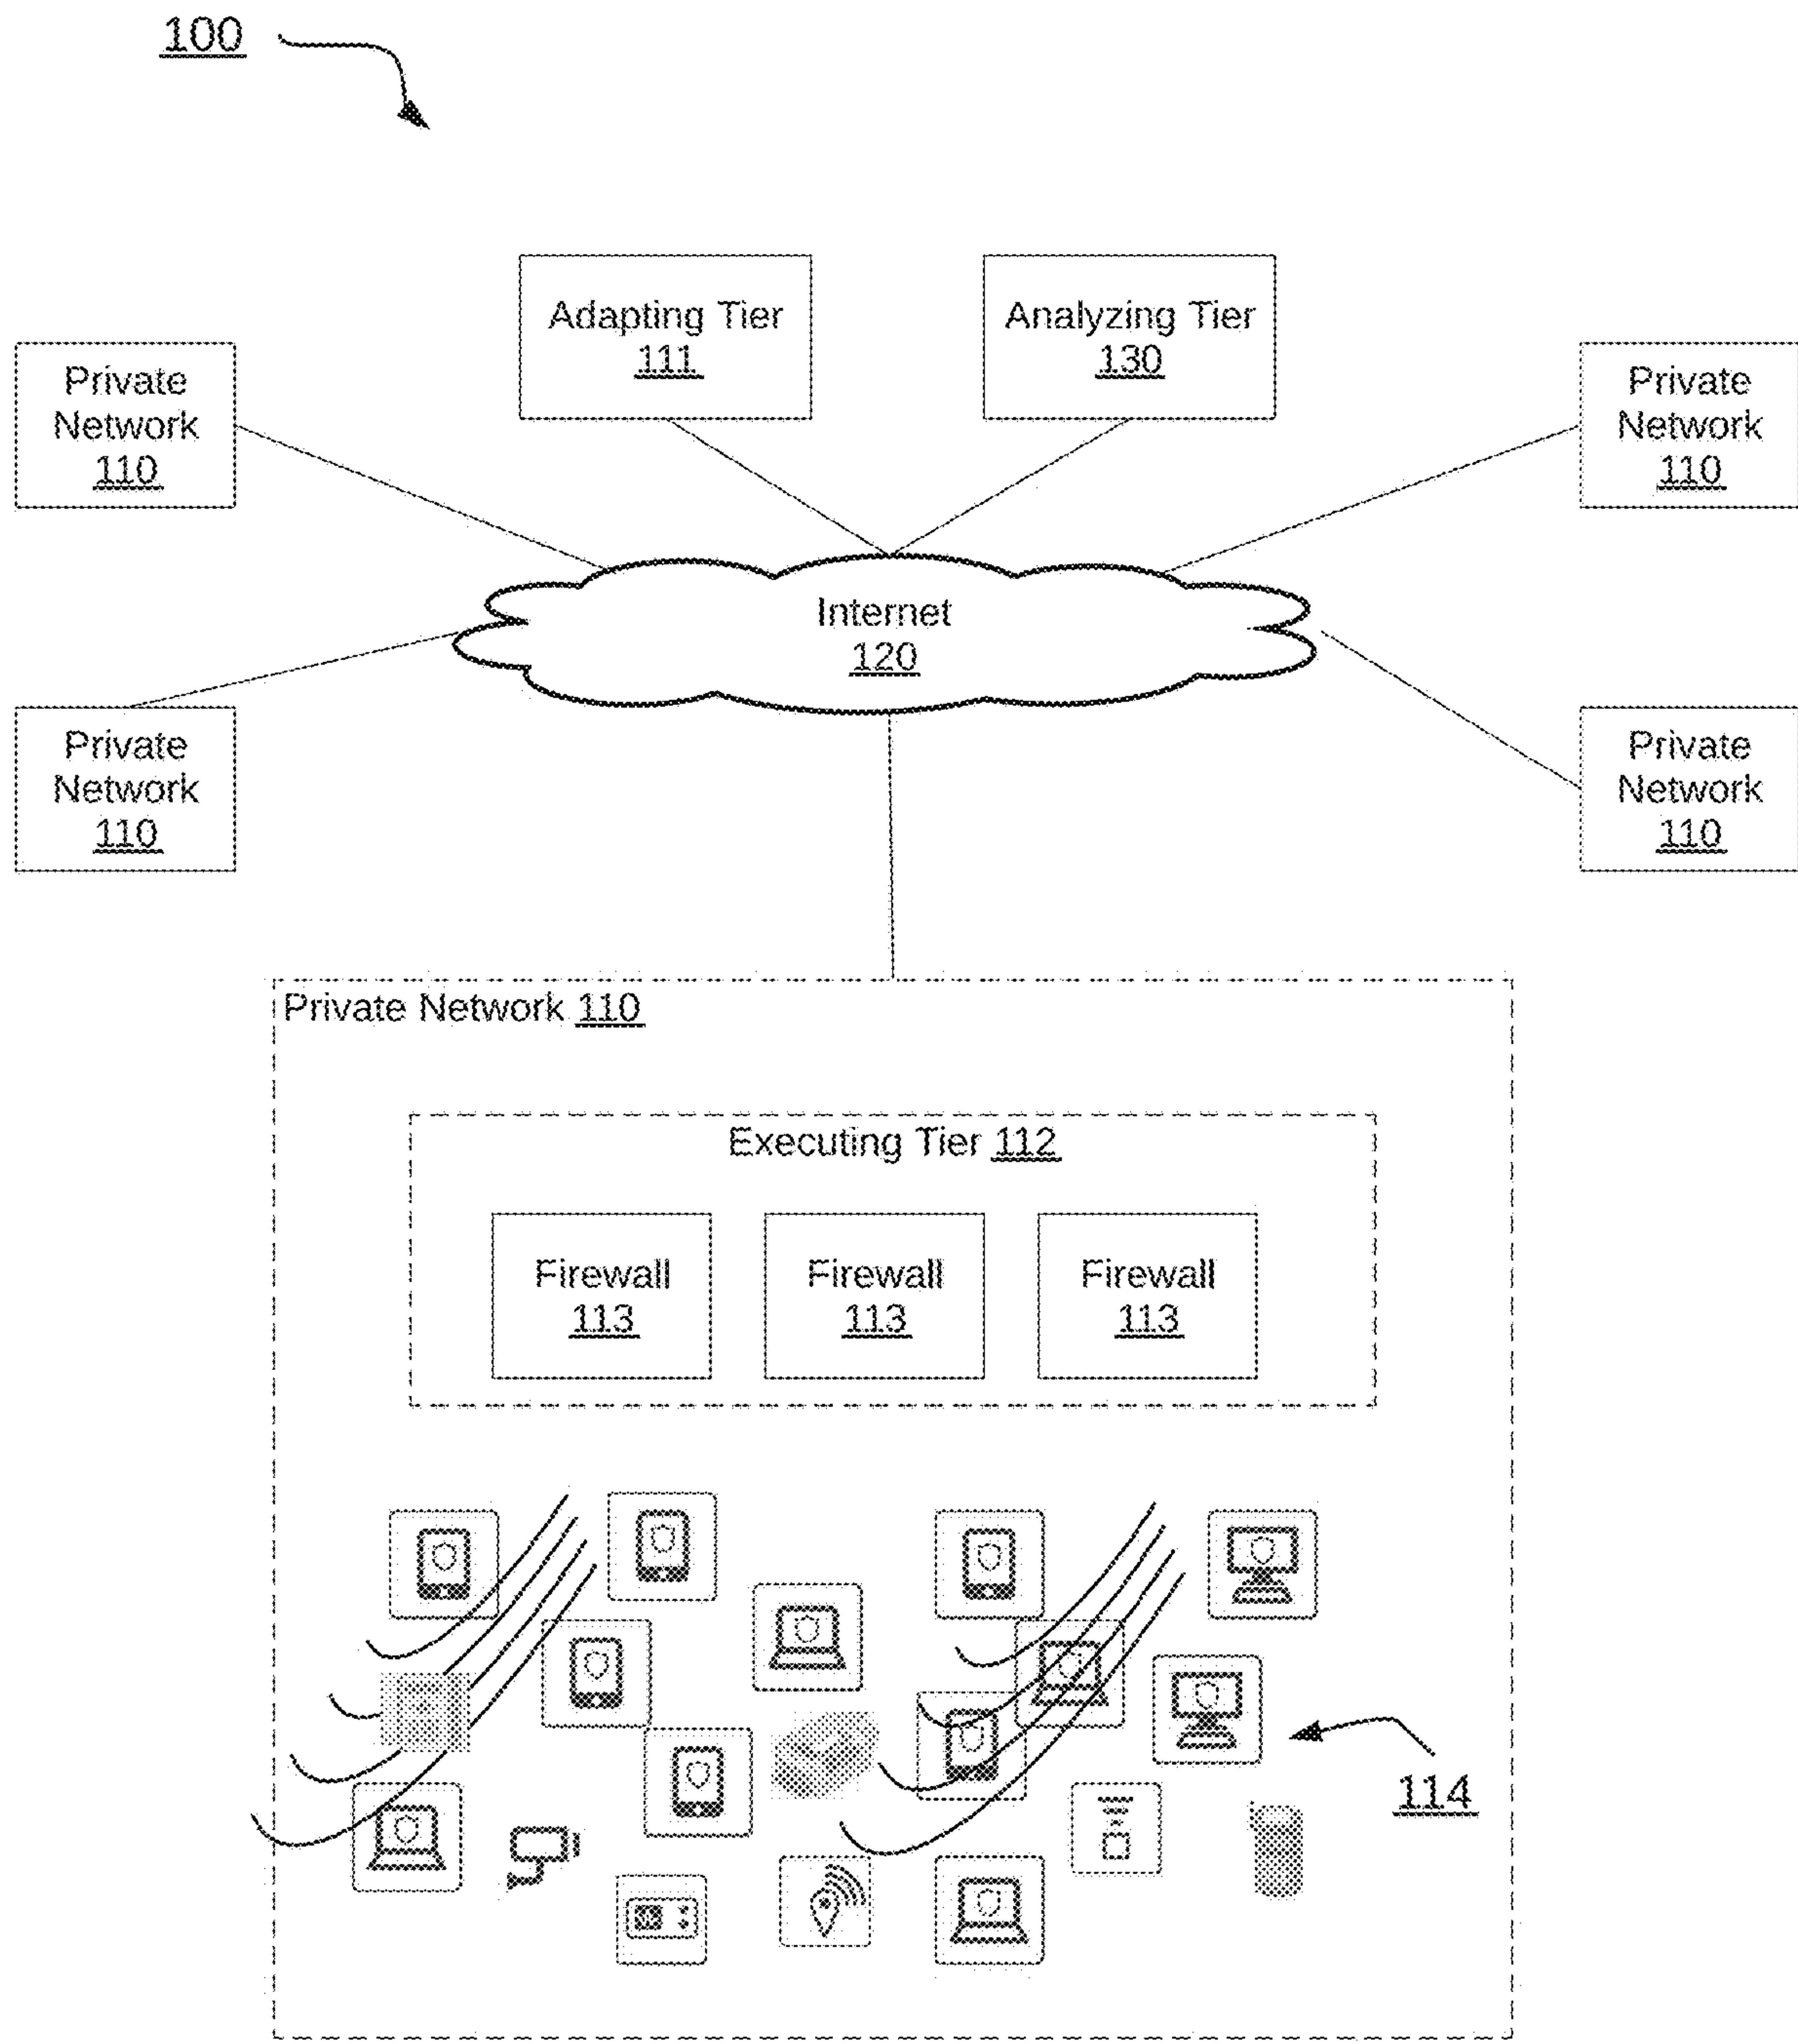 100
Adapting Tier
111
Analyzing Tier
130
Private
Network
110
Private
Network
110
Internet
120
Private
Network
110
Private
Network
110
Private Network 110
Executing Tier 112
Firewall
113
Firewall
113
Firewall
113
114